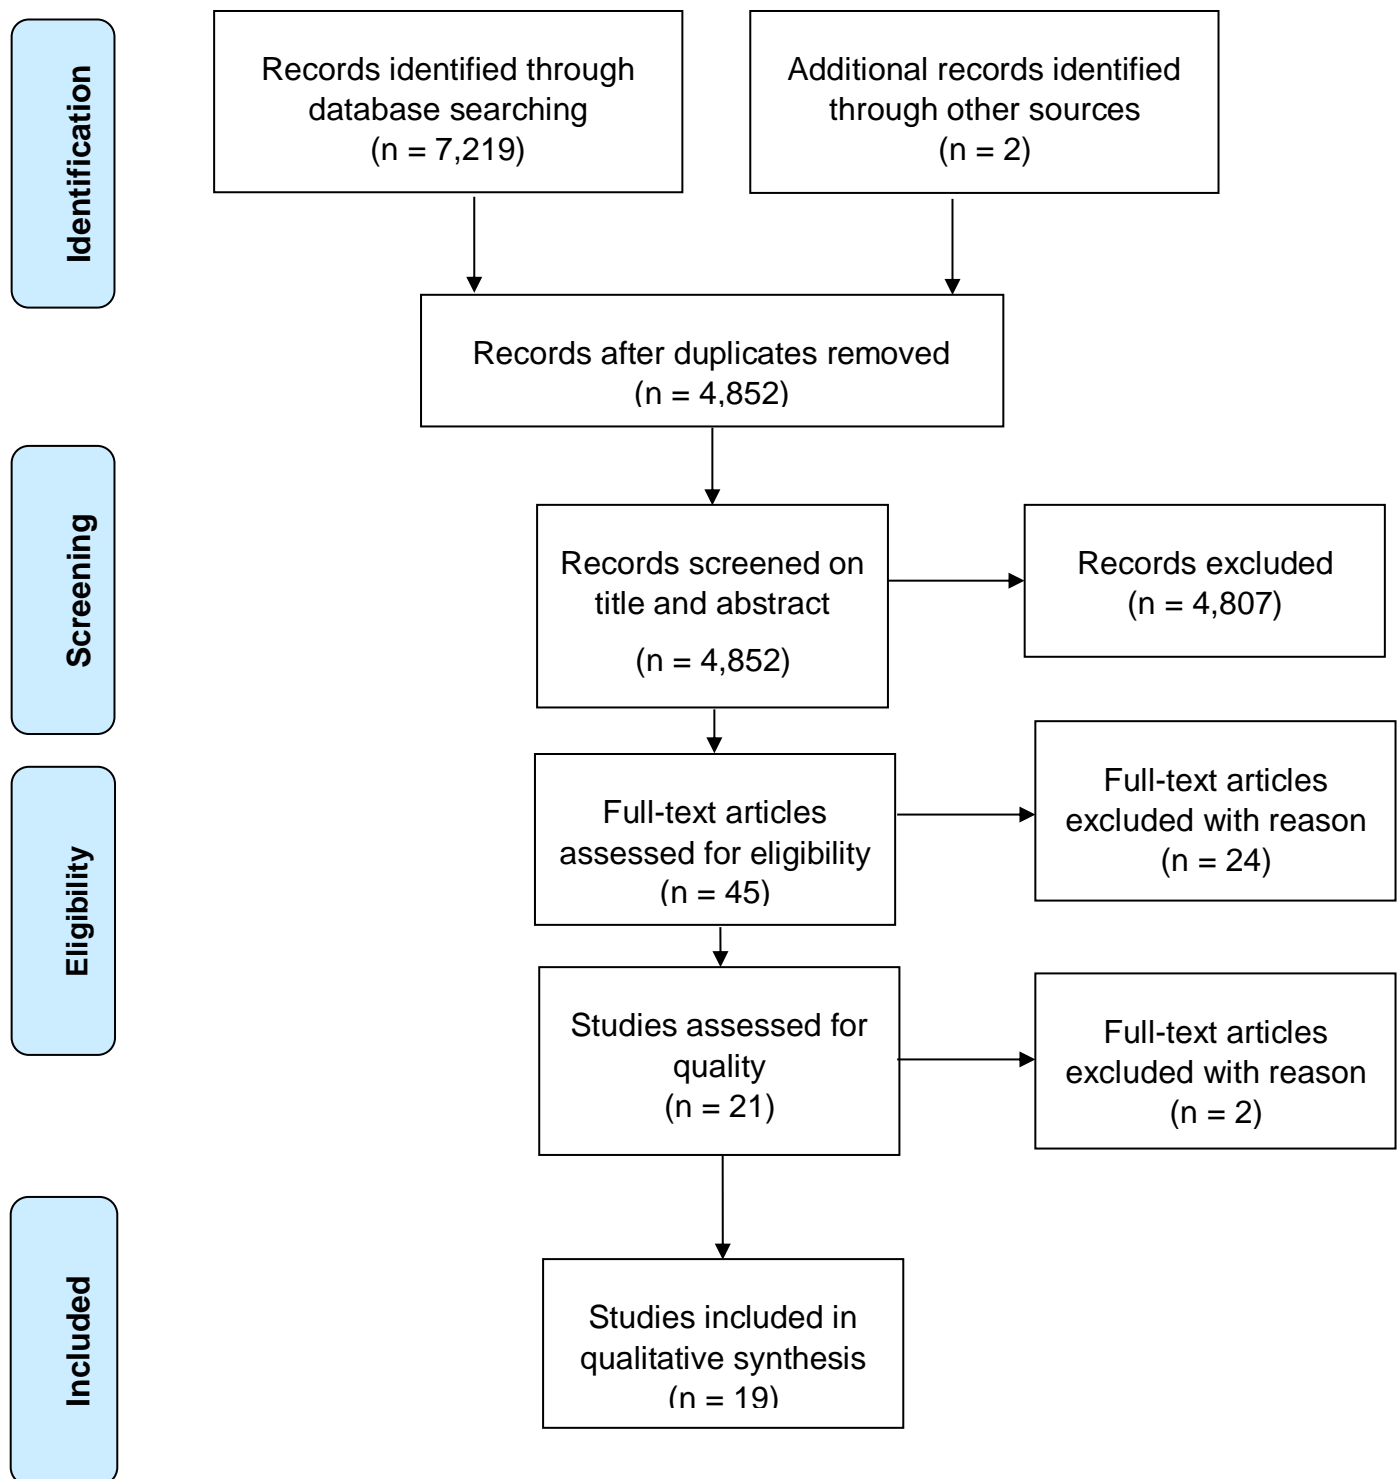 Identification
Records identified through
database searching
(n = 7,219)
Additional records identified
through other sources
(n = 2)
Records after duplicates removed
(n = 4,852)
Screening
Records screened on
title and abstract
(n = 4,852)
Records excluded
(n = 4,807)
Eligibility
Full-text articles
assessed for eligibility
(n = 45)
Full-text articles
excluded with reason
(n = 24)
Studies assessed for
quality
(n = 21)
Full-text articles
excluded with reason
(n = 2)
Included
Studies included in
qualitative synthesis
(n = 19)